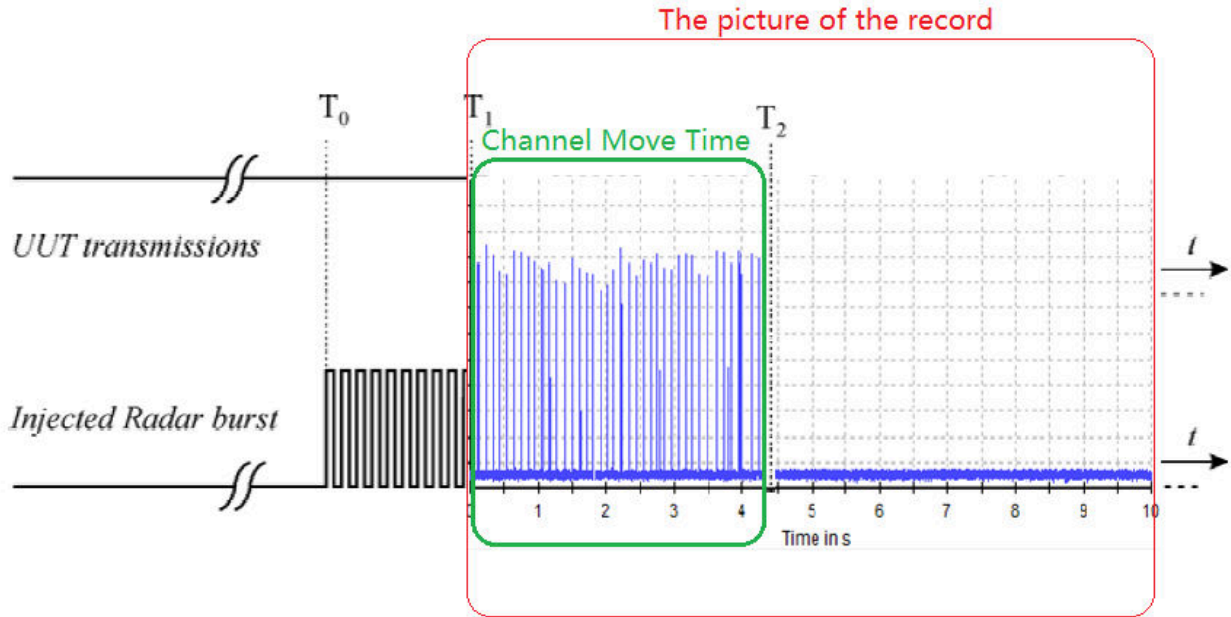 The picture of the record
T0
T1
T2
Channel Move Time
UUT transmissions
t
Injected Radar burst
t
1 2 3 4 5 6 7 8 9 10
Time in s